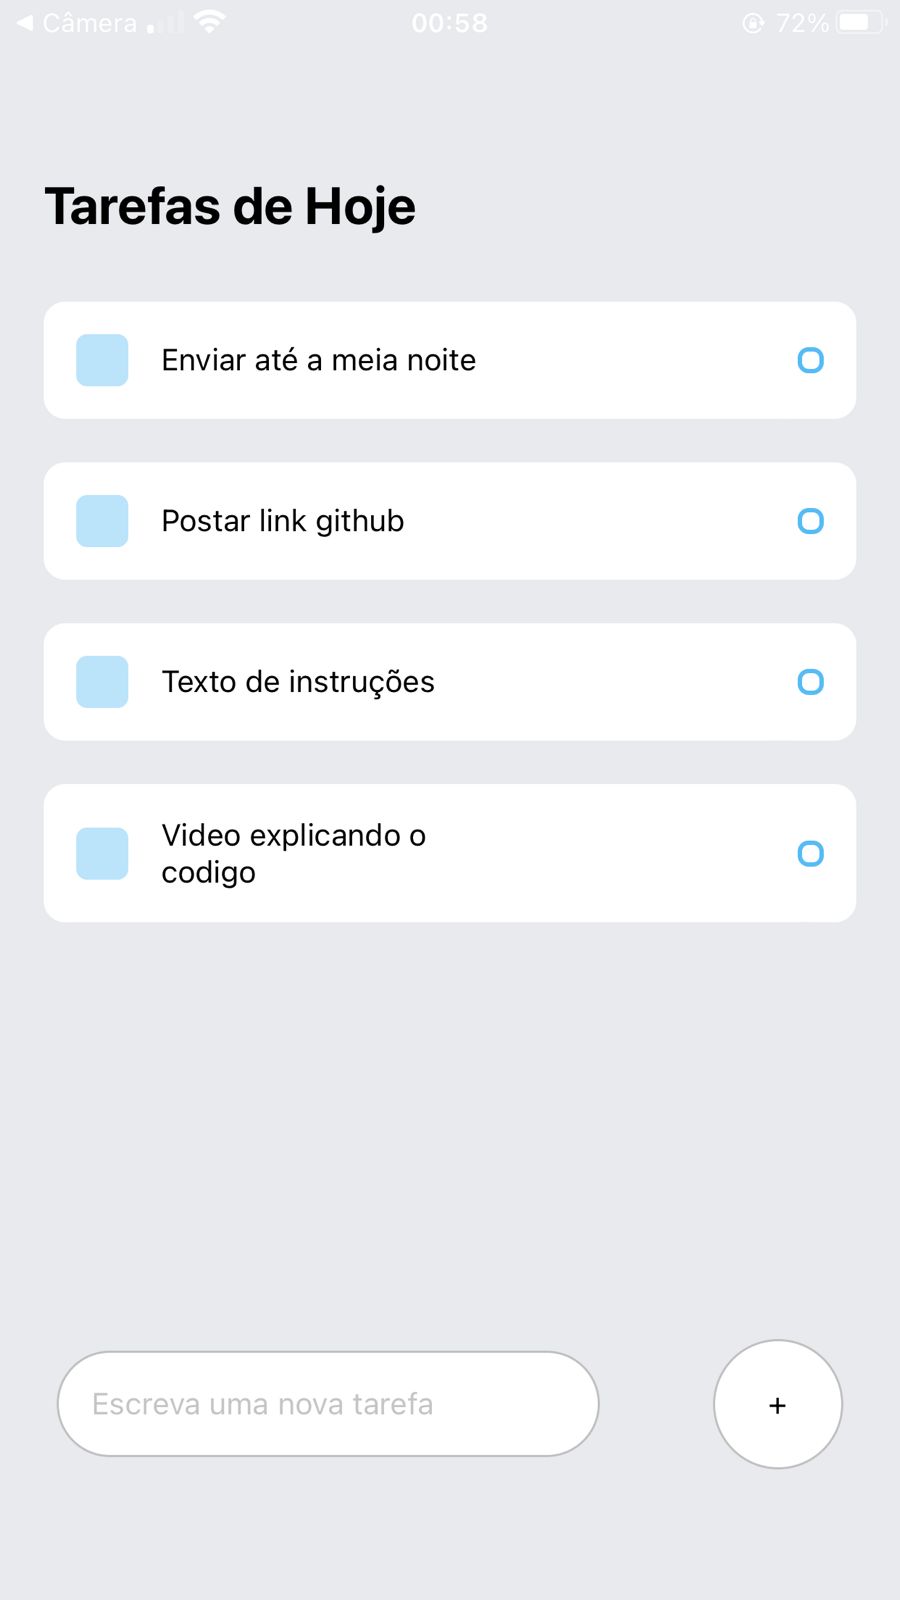 Câmera 00:58 72%
Tarefas de Hoje
Enviar até a meia noite
Postar link github
Texto de instruções
Video explicando o
codigo
Escreva uma nova tarefa +